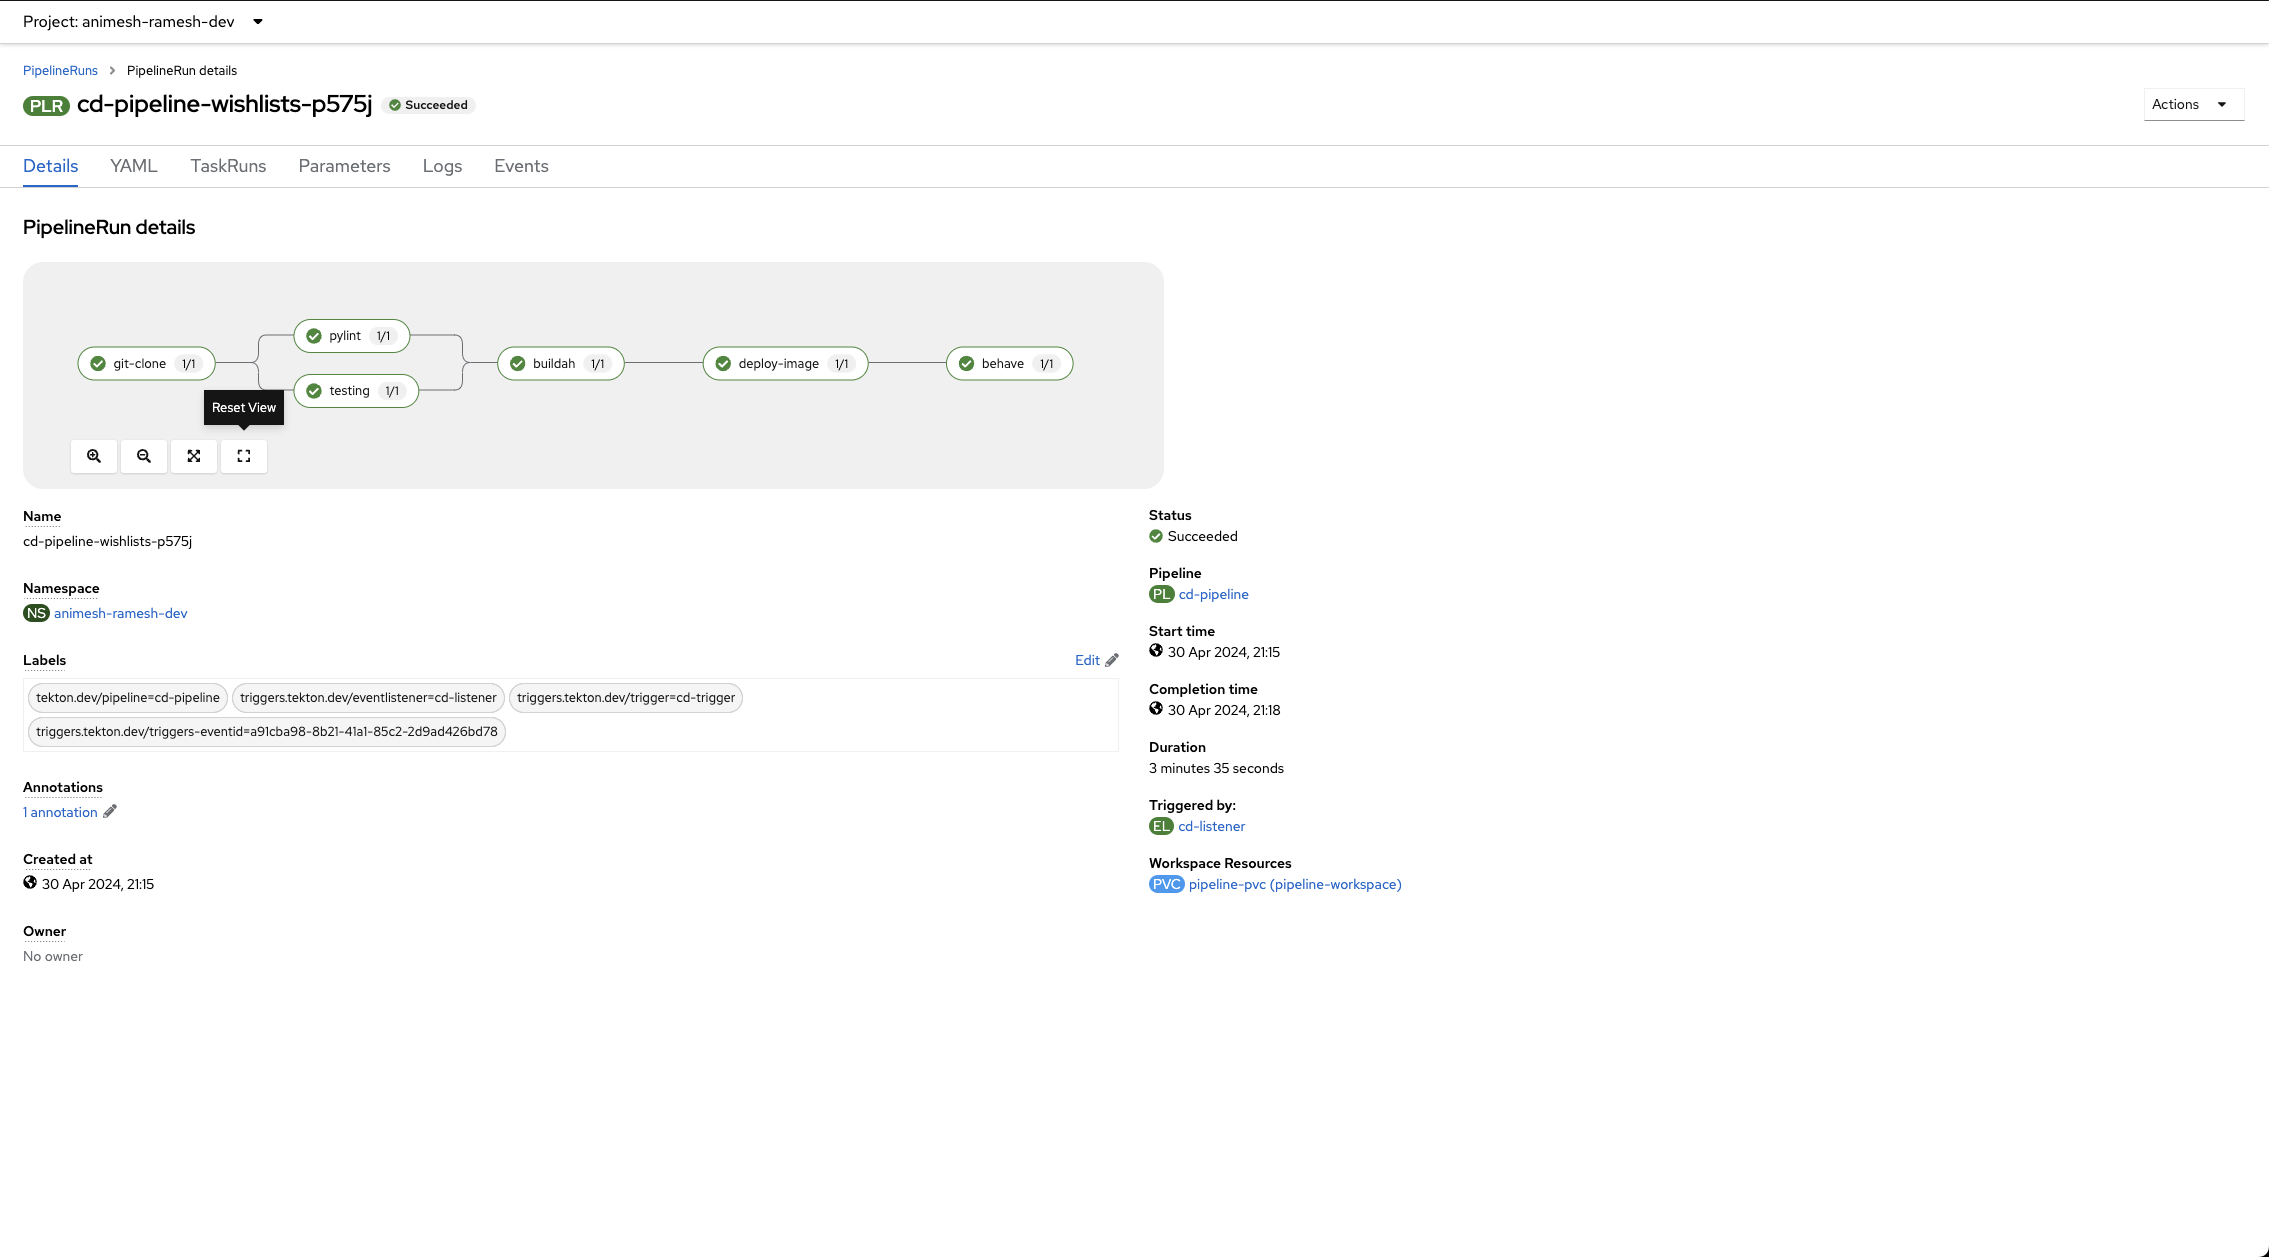 Project: animesh-ramesh-dev
PipelineRuns > PipelineRun details
PLR cd-pipeline-wishlists-p575j Succeeded
Actions
Details YAML TaskRuns Parameters Logs Events
PipelineRun details
git-clone 1/1
pylint 1/1
testing 1/1
buildah 1/1
deploy-image 1/1
behave 1/1
Reset View
Name
cd-pipeline-wishlists-p575j
Namespace
NS animesh-ramesh-dev
Labels
Edit
tekton.dev/pipeline=cd-pipeline triggers.tekton.dev/eventlistener=cd-listener triggers.tekton.dev/trigger=cd-trigger
triggers.tekton.dev/triggers-eventid=a91cba98-8b21-41a1-85c2-2d9ad426bd78
Annotations
1 annotation
Created at
30 Apr 2024, 21:15
Owner
No owner
Status
Succeeded
Pipeline
PL cd-pipeline
Start time
30 Apr 2024, 21:15
Completion time
30 Apr 2024, 21:18
Duration
3 minutes 35 seconds
Triggered by:
EL cd-listener
Workspace Resources
PVC pipeline-pvc (pipeline-workspace)